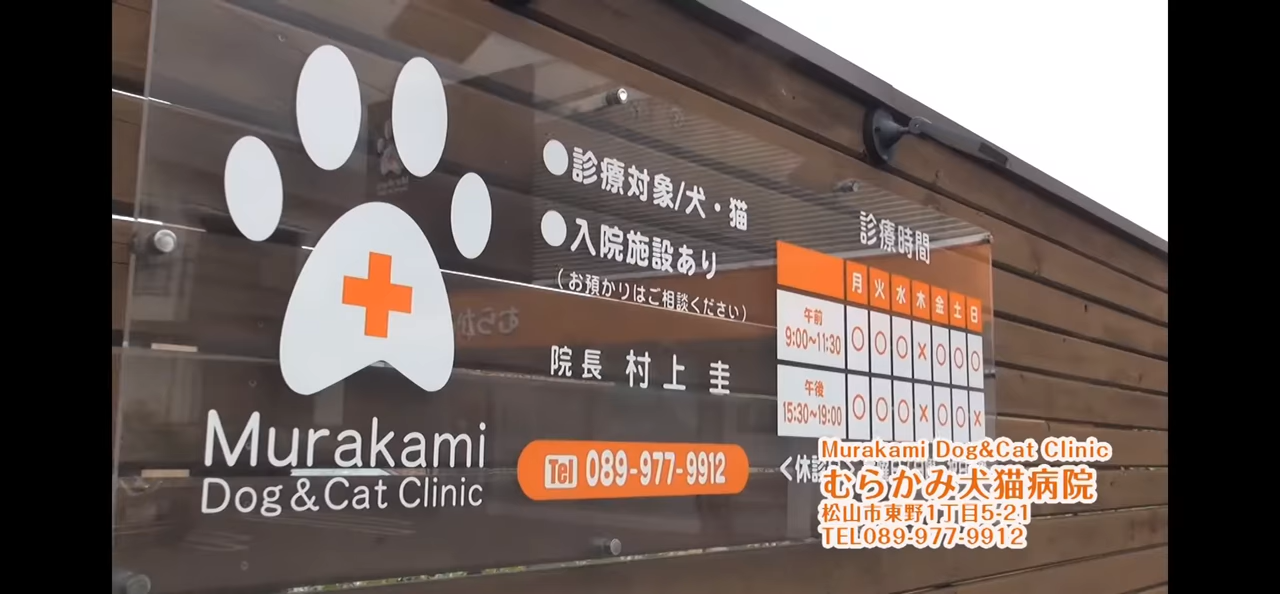 Murakami
Dog & Cat Clinic
●診療対象/犬・猫
●入院施設あり
(お預かりはご相談ください)
院長 村上 圭
Tel 089-977-9912
診療時間
月 火 水 木 金 土 日
午前 9:00~11:30 ○ ○ ○ × ○ ○ ○
午後 15:30~19:00 ○ ○ ○ × ○ ○ ×
<休診
Murakami Dog&Cat Clinic
むらかみ犬猫病院
松山市東野1丁目5-21
TEL089-977-9912